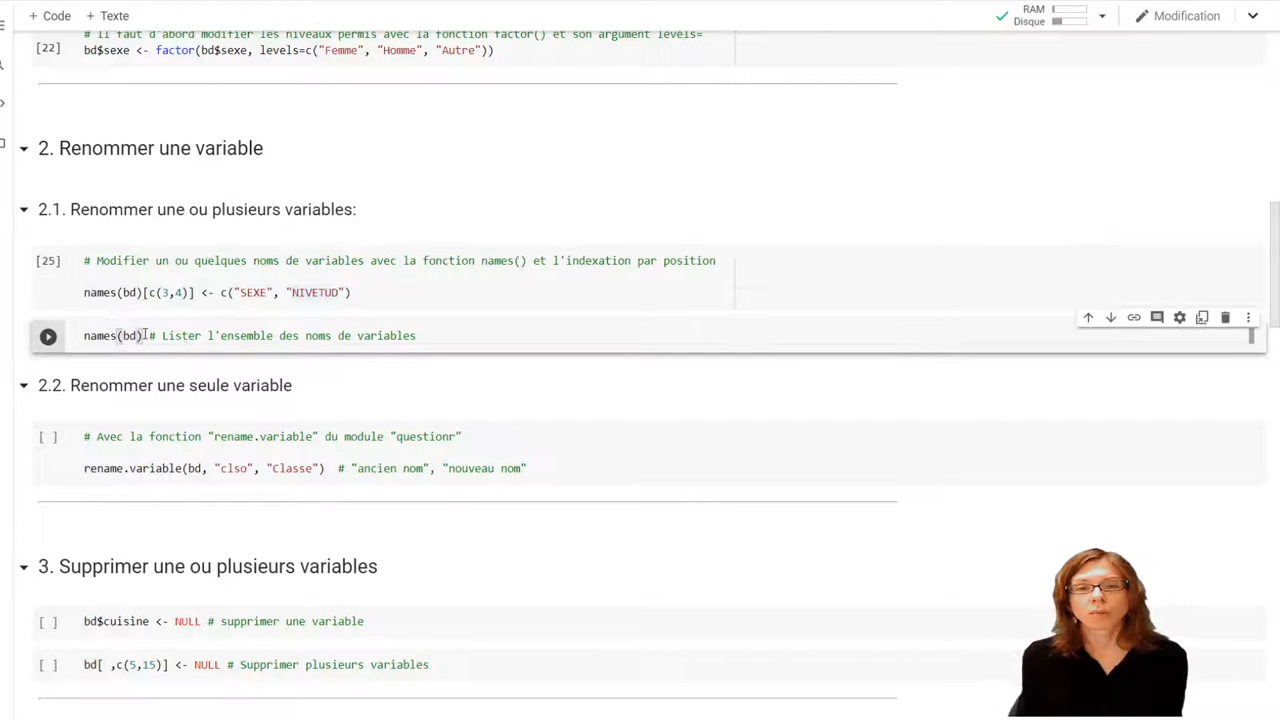 + Code + Texte
RAM
Disque
Modification
# Il faut d'abord modifier les niveaux permis avec la fonction factor() et son argument levels=
[22] bd$sexe <- factor(bd$sexe, levels=c("Femme", "Homme", "Autre"))
2. Renommer une variable
2.1. Renommer une ou plusieurs variables:
[25] # Modifier un ou quelques noms de variables avec la fonction names() et l'indexation par position
names(bd)[c(3,4)] <- c("SEXE", "NIVETUD")
names(bd) # Lister l'ensemble des noms de variables
2.2. Renommer une seule variable
[ ] # Avec la fonction "rename.variable" du module "questionr"
rename.variable(bd, "clso", "Classe") # "ancien nom", "nouveau nom"
3. Supprimer une ou plusieurs variables
[ ] bd$cuisine <- NULL # supprimer une variable
[ ] bd[ ,c(5,15)] <- NULL # Supprimer plusieurs variables